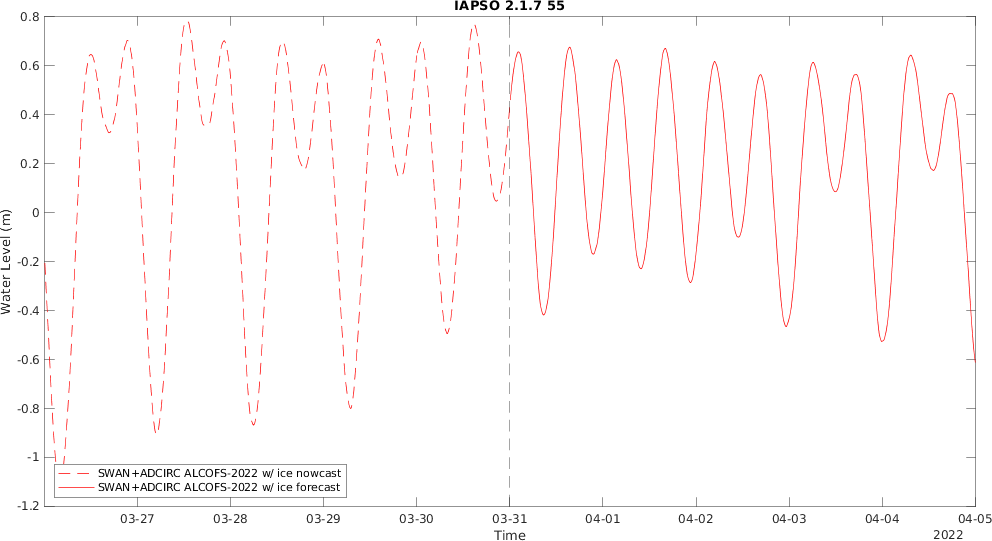 IAPSO 2.1.7 55
0.8
0.6
0.4
0.2
0
-0.2
-0.4
-0.6
-0.8
-1
-1.2
Water Level (m)
SWAN+ADCIRC ALCOFS-2022 w/ ice nowcast
SWAN+ADCIRC ALCOFS-2022 w/ ice forecast
03-27 03-28 03-29 03-30 03-31 04-01 04-02 04-03 04-04 04-05
Time
2022